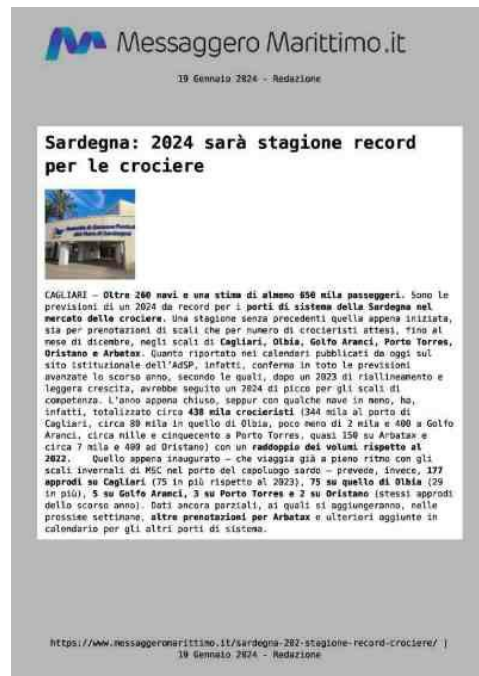 Messaggero Marittimo.it
19 Gennaio 2024 - Redazione
Sardegna: 2024 sarà stagione record
per le crociere
CAGLIARI – Oltre 260 navi e una stima di almeno 650 mila passeggeri. Sono le
previsioni di un 2024 da record per i porti di sistema della Sardegna nel
mercato delle crociere. Una stagione senza precedenti quella appena iniziata,
sia per prenotazioni di scali che per numero di crocieristi attesi, fino al
mese di dicembre, negli scali di Cagliari, Olbia, Golfo Aranci, Porto Torres,
Oristano e Arbatax. Quanto riportato nei calendari pubblicati da oggi sul
sito istituzionale dell'AdSP, infatti, conferma in toto le previsioni
avanzate lo scorso anno, secondo le quali, dopo un 2023 di riallineamento e
leggera crescita, avrebbe seguito un 2024 di picco per gli scali di
competenza. L'anno appena chiuso, seppur con qualche nave in meno, ha,
infatti, totalizzato circa 438 mila crocieristi (344 mila al porto di
Cagliari, circa 80 mila in quello di Olbia, poco meno di 2 mila e 400 a Golfo
Aranci, circa mille e cinquecento a Porto Torres, quasi 150 su Arbatax e
circa 7 mila e 400 ad Oristano) con un raddoppio dei volumi rispetto al
2022. Quello appena inaugurato – che viaggia già a pieno ritmo con gli
scali invernali di MSC nel porto del capoluogo sardo – prevede, invece, 177
approdi su Cagliari (75 in più rispetto al 2023), 75 su quello di Olbia (29
in più), 5 su Golfo Aranci, 3 su Porto Torres e 2 su Oristano (stessi approdi
dello scorso anno). Dati ancora parziali, ai quali si aggiungeranno, nelle
prossime settimane, altre prenotazioni per Arbatax e ulteriori aggiunte in
calendario per gli altri porti di sistema.
https://www.messaggeromarittimo.it/sardegna-202-stagione-record-crociere/ |
19 Gennaio 2024 - Redazione